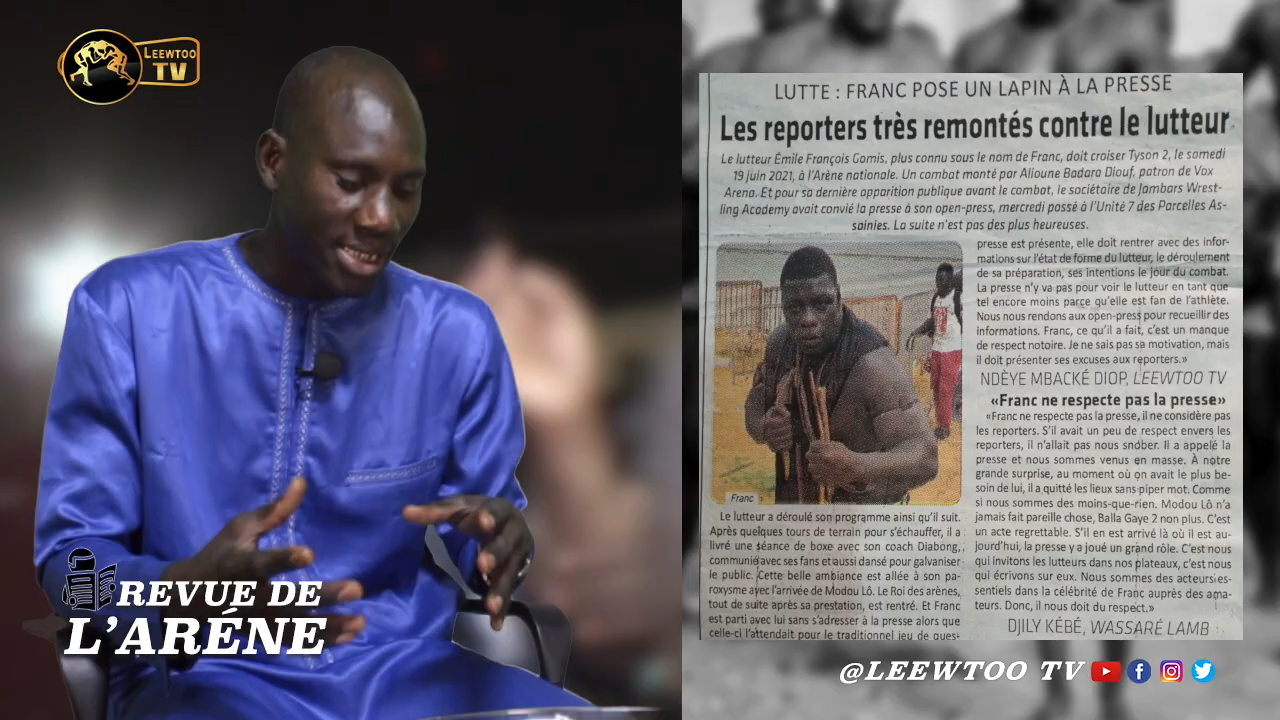 LEEWTOO
TV
REVUE DE
L'ARÉNE
LUTTE : FRANC POSE UN LAPIN À LA PRESSE
Les reporters très remontés contre le lutteur
Le lutteur Émile François Gomis, plus connu sous le nom de Franc, doit croiser Tyson 2, le samedi
19 juin 2021, à l'Arène nationale. Un combat monté par Alioune Badara Diouf, patron de Vox
Arena. Et pour sa dernière apparition publique avant le combat, le sociétaire de Jambars Wrest-
ling Academy avait convié la presse à son open-press, mercredi passé à l'Unité 7 des Parcelles As-
sainies. La suite n'est pas des plus heureuses.
Franc
Le lutteur a déroulé son programme ainsi qu'il suit.
Après quelques tours de terrain pour s'échauffer, il a
livré une séance de boxe avec son coach Diabong,
communié avec ses fans et aussi dansé pour galvaniser
le public. Cette belle ambiance est allée à son pa-
roxysme avec l'arrivée de Modou Lô. Le Roi des arènes,
tout de suite après sa prestation, est rentré. Et Franc
est parti avec lui sans s'adresser à la presse alors que
celle-ci l'attendait pour le traditionnel jeu de ques-
presse est présente, elle doit rentrer avec des infor-
mations sur l'état de forme du lutteur, le déroulement
de sa préparation, ses intentions le jour du combat.
La presse n'y va pas pour voir le lutteur en tant que
tel encore moins parce qu'elle est fan de l'athlète.
Nous nous rendons aux open-press pour recueillir des
informations. Franc, ce qu'il a fait, c'est un manque
de respect notoire. Je ne sais pas sa motivation, mais
il doit présenter ses excuses aux reporters.»
NDÈYE MBACKÉ DIOP, LEEWTOO TV
«Franc ne respecte pas la presse»
«Franc ne respecte pas la presse, il ne considère pas
les reporters. S'il avait un peu de respect envers les
reporters, il n'allait pas nous snober. Il a appelé la
presse et nous sommes venus en masse. À notre
grande surprise, au moment où on avait le plus be-
soin de lui, il a quitté les lieux sans piper mot. Comme
si nous sommes des moins-que-rien. Modou Lô n'a
jamais fait pareille chose, Balla Gaye 2 non plus. C'est
un acte regrettable. S'il en est arrivé là où il est au-
jourd'hui, la presse y a joué un grand rôle. C'est nous
qui invitons les lutteurs dans nos plateaux, c'est nous
qui écrivons sur eux. Nous sommes des acteurs es-
sentiels dans la célébrité de Franc auprès des ama-
teurs. Donc, il nous doit du respect.»
DJILY KÉBÉ, WASSARÉ LAMB
@LEEWTOO TV